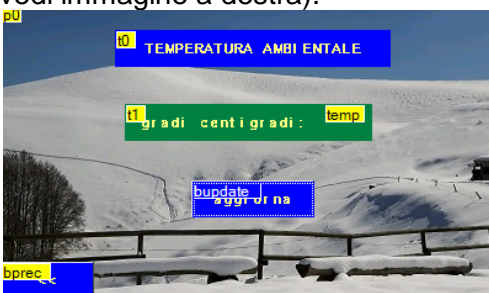 vedi immagine a destra).
p0
t0 TEMPERATURA AMBIENTALE
t1 gradi centigradi: temp
bupdate
aggiorna
bprec
<<